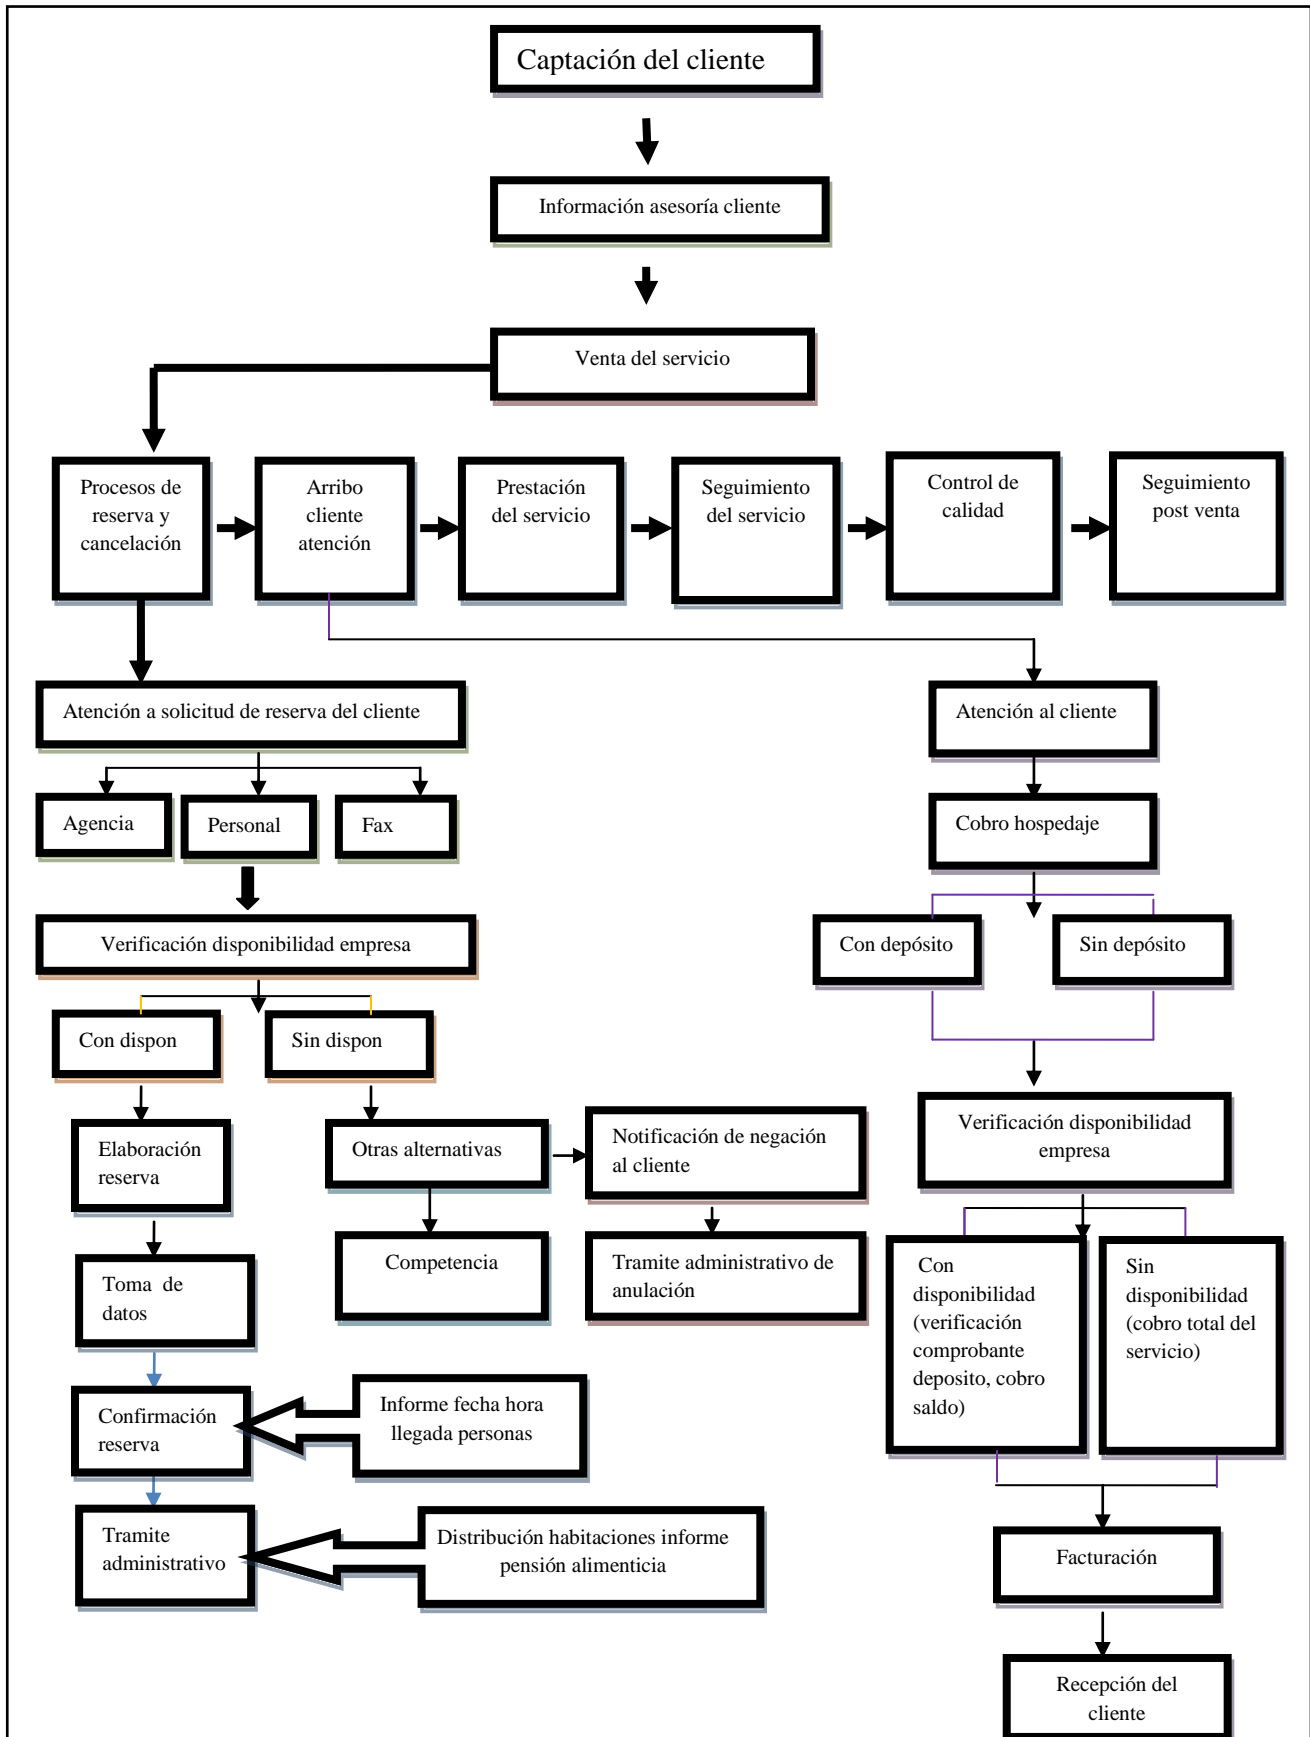 Captación del cliente
Información asesoría cliente
Venta del servicio
Procesos de
reserva y
cancelación
Arribo
cliente
atención
Prestación
del servicio
Seguimiento
del servicio
Control de
calidad
Seguimiento
post venta
Atención a solicitud de reserva del cliente
Agencia
Personal
Fax
Verificación disponibilidad empresa
Con dispon
Sin dispon
Elaboración
reserva
Otras alternativas
Notificación de negación
al cliente
Toma de
datos
Competencia
Tramite administrativo de
anulación
Confirmación
reserva
Informe fecha hora
llegada personas
Tramite
administrativo
Distribución habitaciones informe
pensión alimenticia
Atención al cliente
Cobro hospedaje
Con depósito
Sin depósito
Verificación disponibilidad
empresa
Con
disponibilidad
(verificación
comprobante
deposito, cobro
saldo)
Sin
disponibilidad
(cobro total del
servicio)
Facturación
Recepción del
cliente